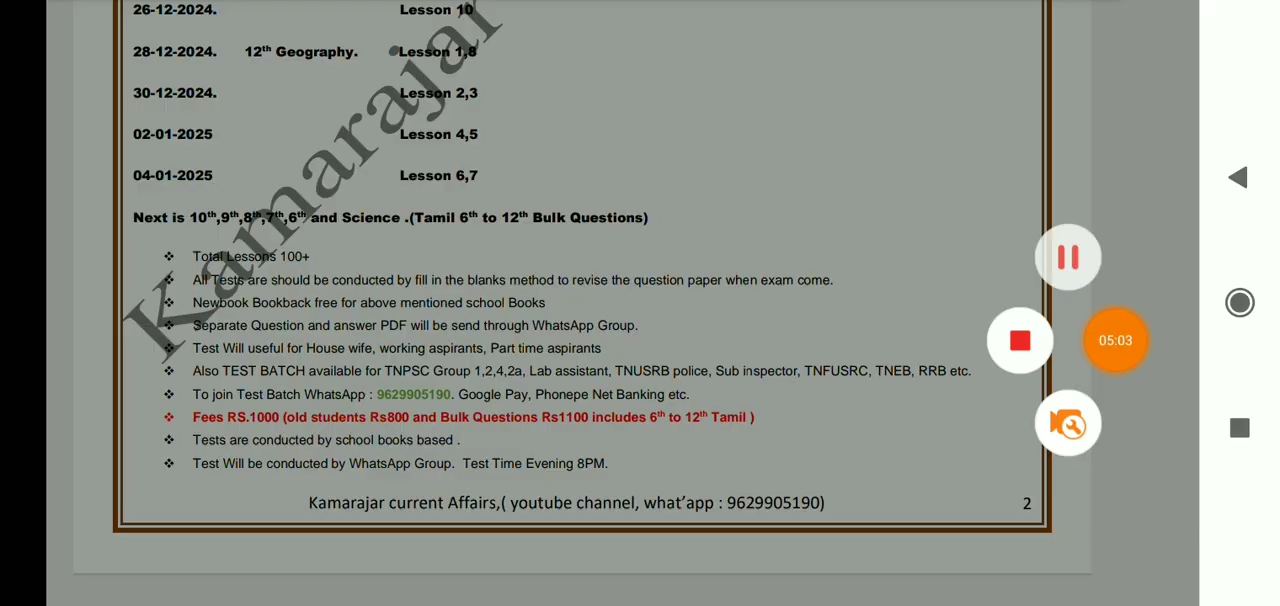 26-12-2024. Lesson 10
28-12-2024. 12th Geography. Lesson 1,8
30-12-2024. Lesson 2,3
02-01-2025 Lesson 4,5
04-01-2025 Lesson 6,7
Next is 10th,9th,8th,7th,6th and Science .(Tamil 6th to 12th Bulk Questions)
❖ Total Lessons 100+
❖ All Tests are should be conducted by fill in the blanks method to revise the question paper when exam come.
❖ Newbook Bookback free for above mentioned school Books
❖ Separate Question and answer PDF will be send through WhatsApp Group.
❖ Test Will useful for House wife, working aspirants, Part time aspirants
❖ Also TEST BATCH available for TNPSC Group 1,2,4,2a, Lab assistant, TNUSRB police, Sub inspector, TNFUSRC, TNEB, RRB etc.
❖ To join Test Batch WhatsApp : 9629905190. Google Pay, Phonepe Net Banking etc.
❖ Fees RS.1000 (old students Rs800 and Bulk Questions Rs1100 includes 6th to 12th Tamil )
❖ Tests are conducted by school books based .
❖ Test Will be conducted by WhatsApp Group. Test Time Evening 8PM.
Kamarajar current Affairs,( youtube channel, what’app : 9629905190) 2
Kamarajar
05:03